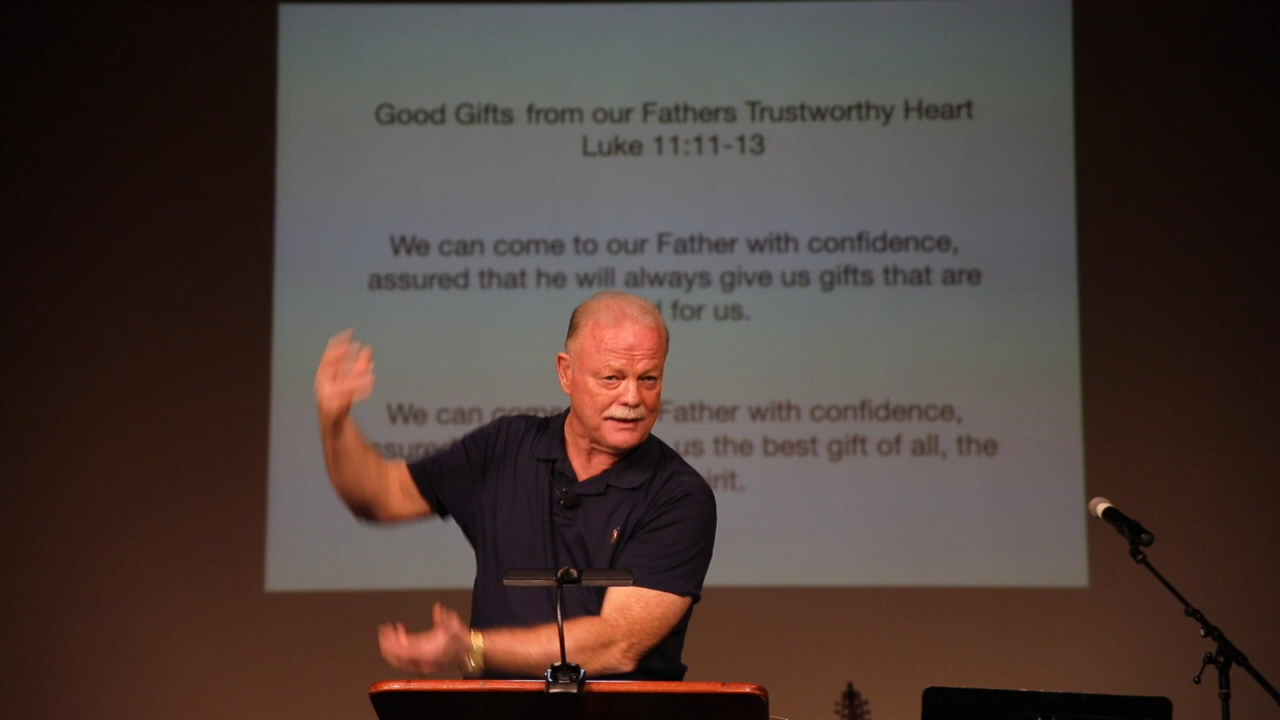 Good Gifts from our Fathers Trustworthy Heart
Luke 11:11-13
We can come to our Father with confidence,
assured that he will always give us gifts that are
for us.
We can come Father with confidence,
us the best gift of all, the